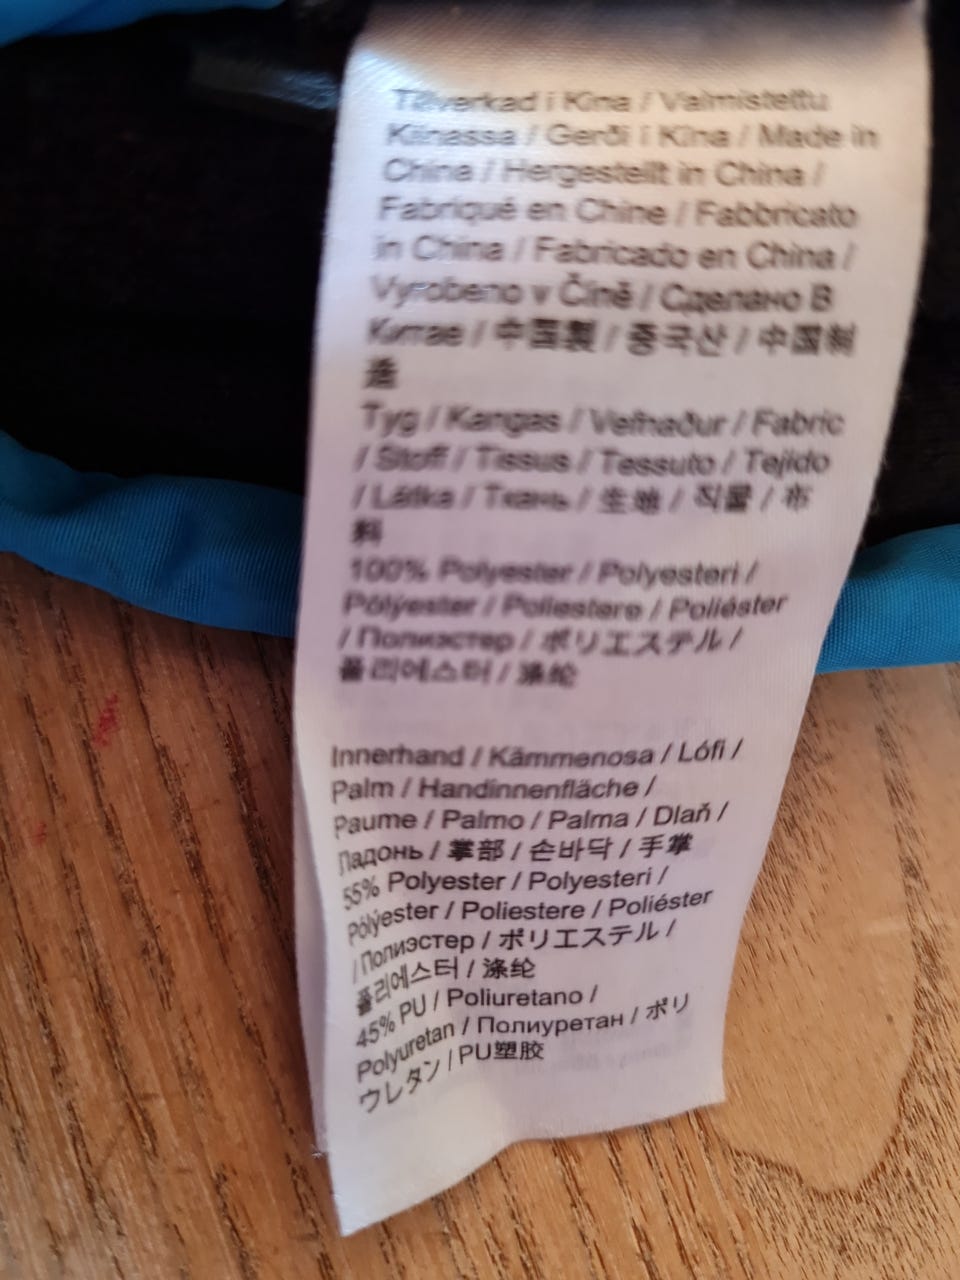 Tillverkad i Kina / Valmistettu
Kiinassa / Gerði í Kína / Made in
China / Hergestellt in China /
Fabriqué en Chine / Fabbricato
in China / Fabricado en China /
Vyrobeno v Číně / Сделано В
Китае / 中国製 / 중국산 / 中国制
造
Tyg / Kangas / Vefnaður / Fabric
/ Stoff / Tissus / Tessuto / Tejido
/ Látka / Ткань / 生地 / 직물 / 布
料
100% Polyester / Polyesteri /
Pólýester / Poliestere / Poliéster
/ Полиэстер / ポリエステル /
폴리에스터 / 涤纶
Innerhand / Kämmenosa / Lófi /
Palm / Handinnenfläche /
Paume / Palmo / Palma / Dlaň /
Ладонь / 掌部 / 손바닥 / 手掌
55% Polyester / Polyesteri /
Pólýester / Poliestere / Poliéster
/ Полиэстер / ポリエステル /
폴리에스터 / 涤纶
45% PU / Poliuretano /
Polyuretan / Полиуретан / ポリ
ウレタン / PU塑胶